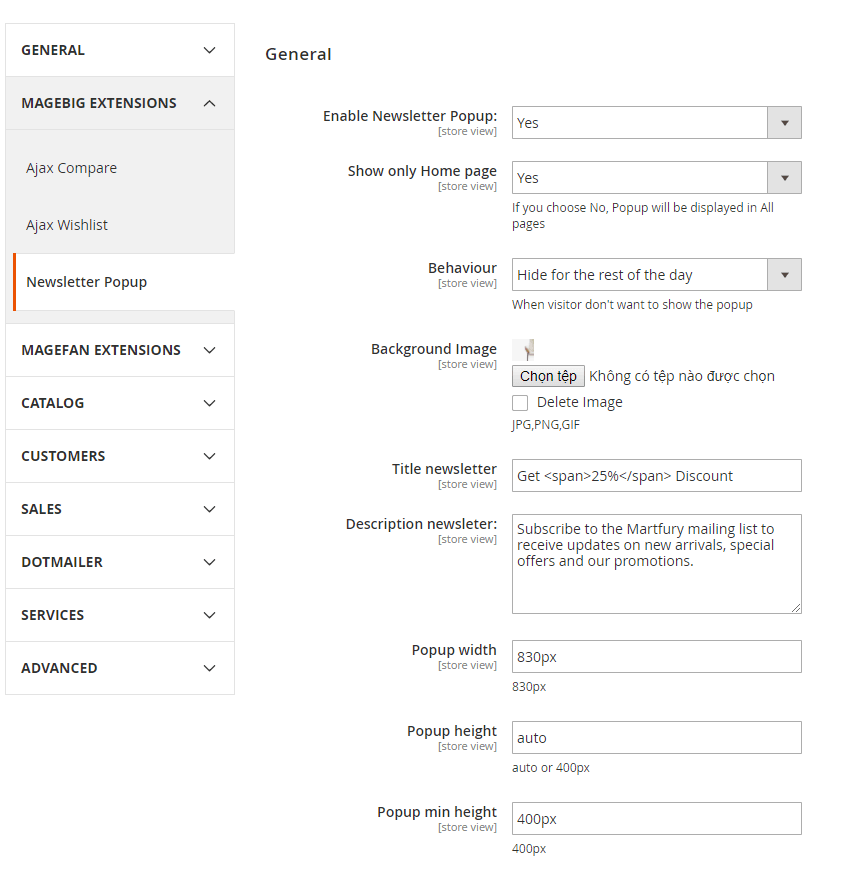 GENERAL
MAGEBIG EXTENSIONS
Ajax Compare
Ajax Wishlist
Newsletter Popup
MAGEFAN EXTENSIONS
CATALOG
CUSTOMERS
SALES
DOTMAILER
SERVICES
ADVANCED
General
Enable Newsletter Popup:
[store view]
Yes
Show only Home page
[store view]
Yes
If you choose No, Popup will be displayed in All
pages
Behaviour
[store view]
Hide for the rest of the day
When visitor don't want to show the popup
Background Image
[store view]
Chọn tệp Không có tệp nào được chọn
Delete Image
JPG,PNG,GIF
Title newsletter
[store view]
Get <span>25%</span> Discount
Description newsleter:
[store view]
Subscribe to the Martfury mailing list to
receive updates on new arrivals, special
offers and our promotions.
Popup width
[store view]
830px
830px
Popup height
[store view]
auto
auto or 400px
Popup min height
[store view]
400px
400px